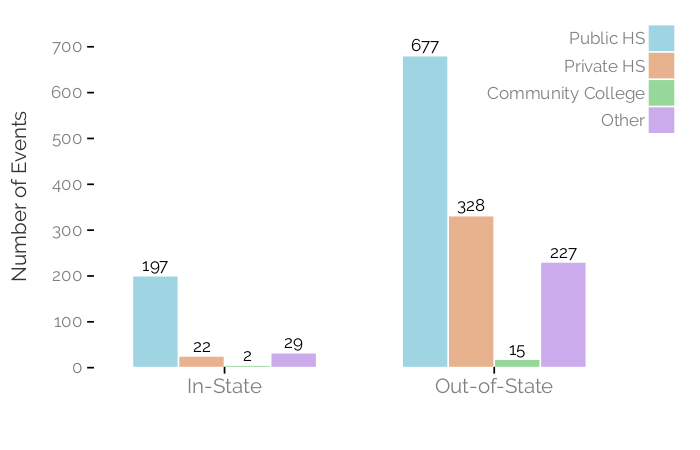 Number of Events
700
600
500
400
300
200
100
0
197
22
2
29
677
328
15
227
In-State
Out-of-State
Public HS
Private HS
Community College
Other